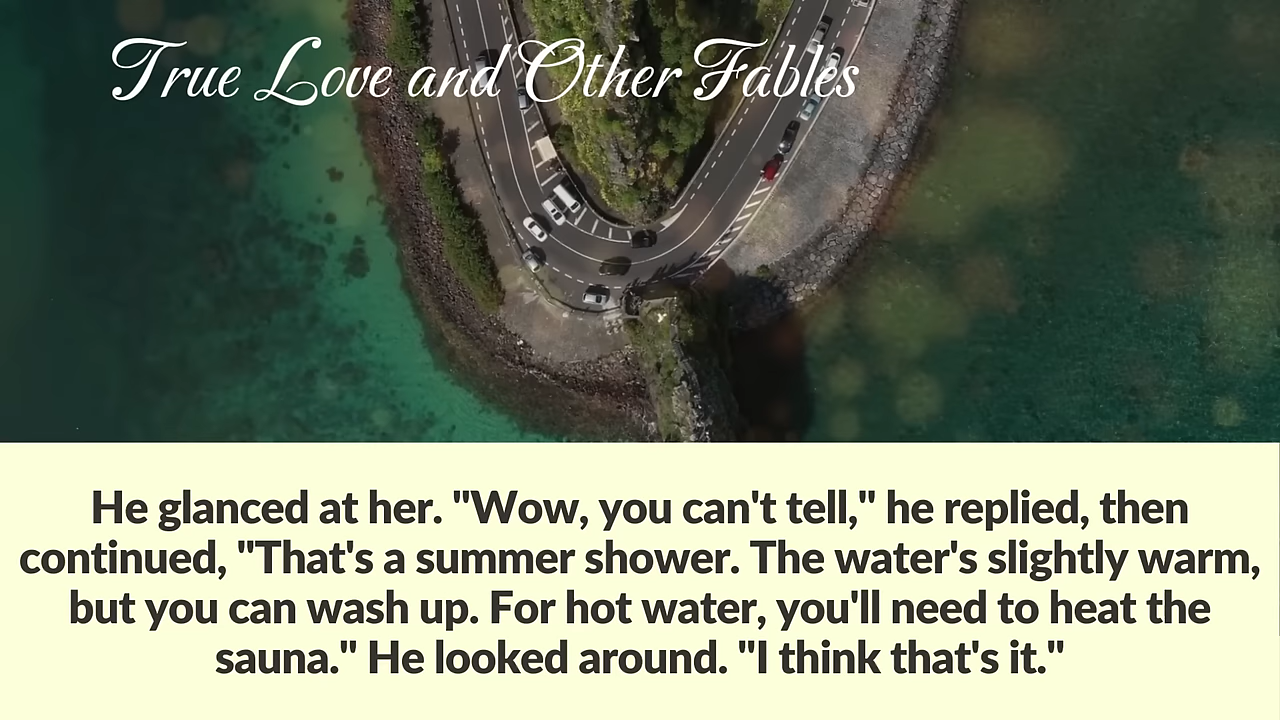 True Love and Other Fables
He glanced at her. "Wow, you can't tell," he replied, then
continued, "That's a summer shower. The water's slightly warm,
but you can wash up. For hot water, you'll need to heat the
sauna." He looked around. "I think that's it."